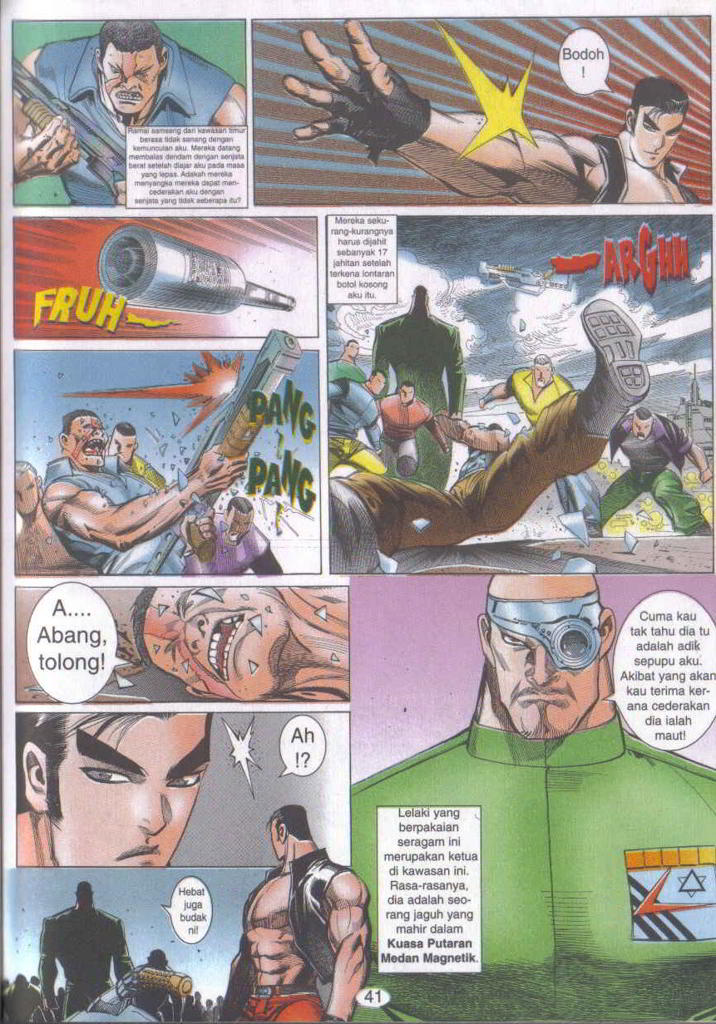 Ramai samseng dari kawasan timur
berasa tidak senang dengan
kemunculan aku. Mereka datang
membalas dendam dengan senjata
berat setelah diajar aku pada masa
yang lepas. Adakah mereka
menyangka mereka dapat men-
cederakan aku dengan
senjata yang tidak seberapa itu?
Bodoh
!
FRUH
Mereka seku-
rang-kurangnya
harus dijahit
sebanyak 17
jahitan setelah
terkena lontaran
botol kosong
aku itu.
ARGHH
PANG
PANG
A....
Abang,
tolong!
Cuma kau
tak tahu dia tu
adalah adik
sepupu aku.
Akibat yang akan
kau terima ker-
ana cederakan
dia ialah
maut!
Ah
!?
Lelaki yang
berpakaian
seragam ini
merupakan ketua
di kawasan ini.
Rasa-rasanya,
dia adalah seo-
rang jaguh yang
mahir dalam
Kuasa Putaran
Medan Magnetik.
Hebat
juga
budak
ni!
41